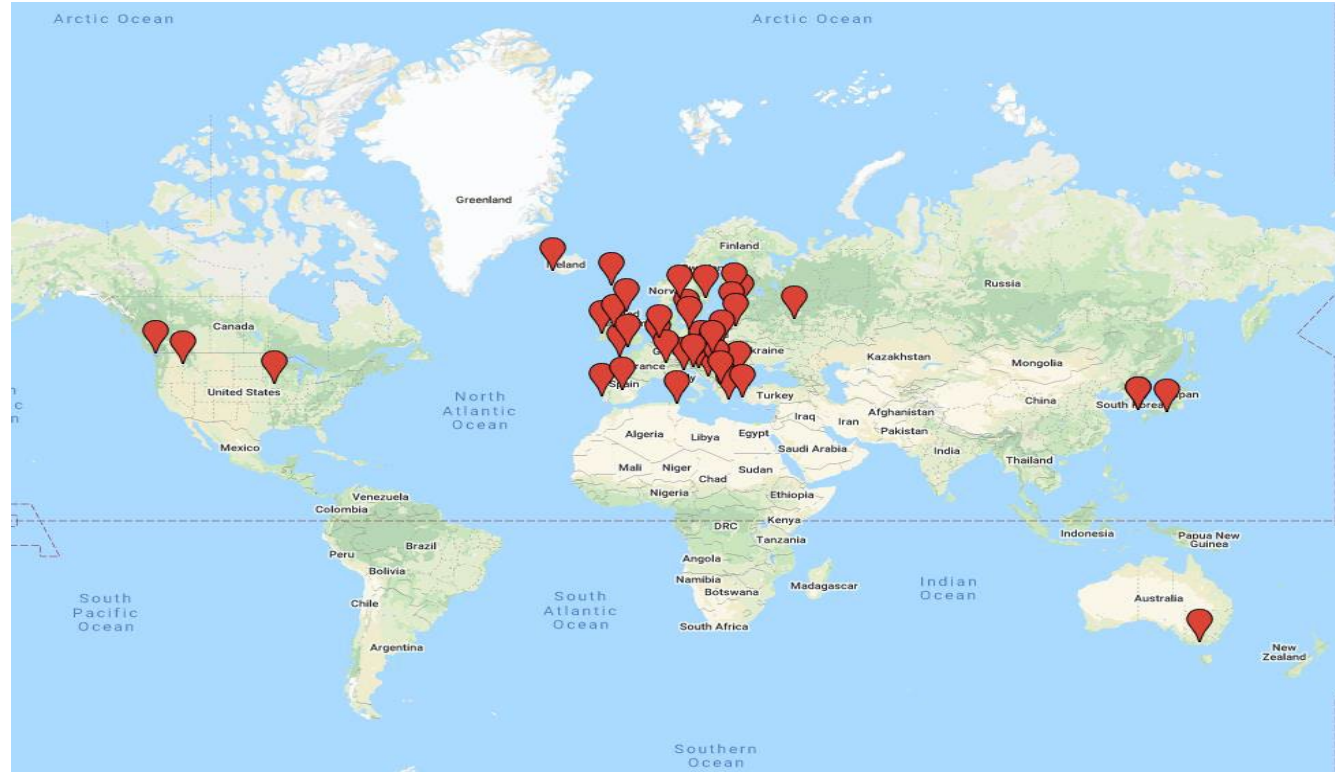 Arctic Ocean
Arctic Ocean
Greenland
Finland
Russia
Canada
Kazakhstan
Mongolia
United States
Spain
Turkey
China
North
Atlantic
Ocean
Iraq
Iran
Afghanistan
Pakistan
Mexico
Algeria
Libya
Egypt
Saudi Arabia
India
Thailand
Mali
Niger
Chad
Sudan
Venezuela
Nigeria
Ethiopia
Colombia
DRC
Kenya
Tanzania
Indonesia
Papua New
Guinea
Peru
Brazil
Bolivia
Angola
Namibia
Botswana
Madagascar
Indian
Ocean
Australia
South
Pacific
Ocean
Chile
South
Atlantic
Ocean
South Africa
Argentina
New
Zealand
Southern
Ocean